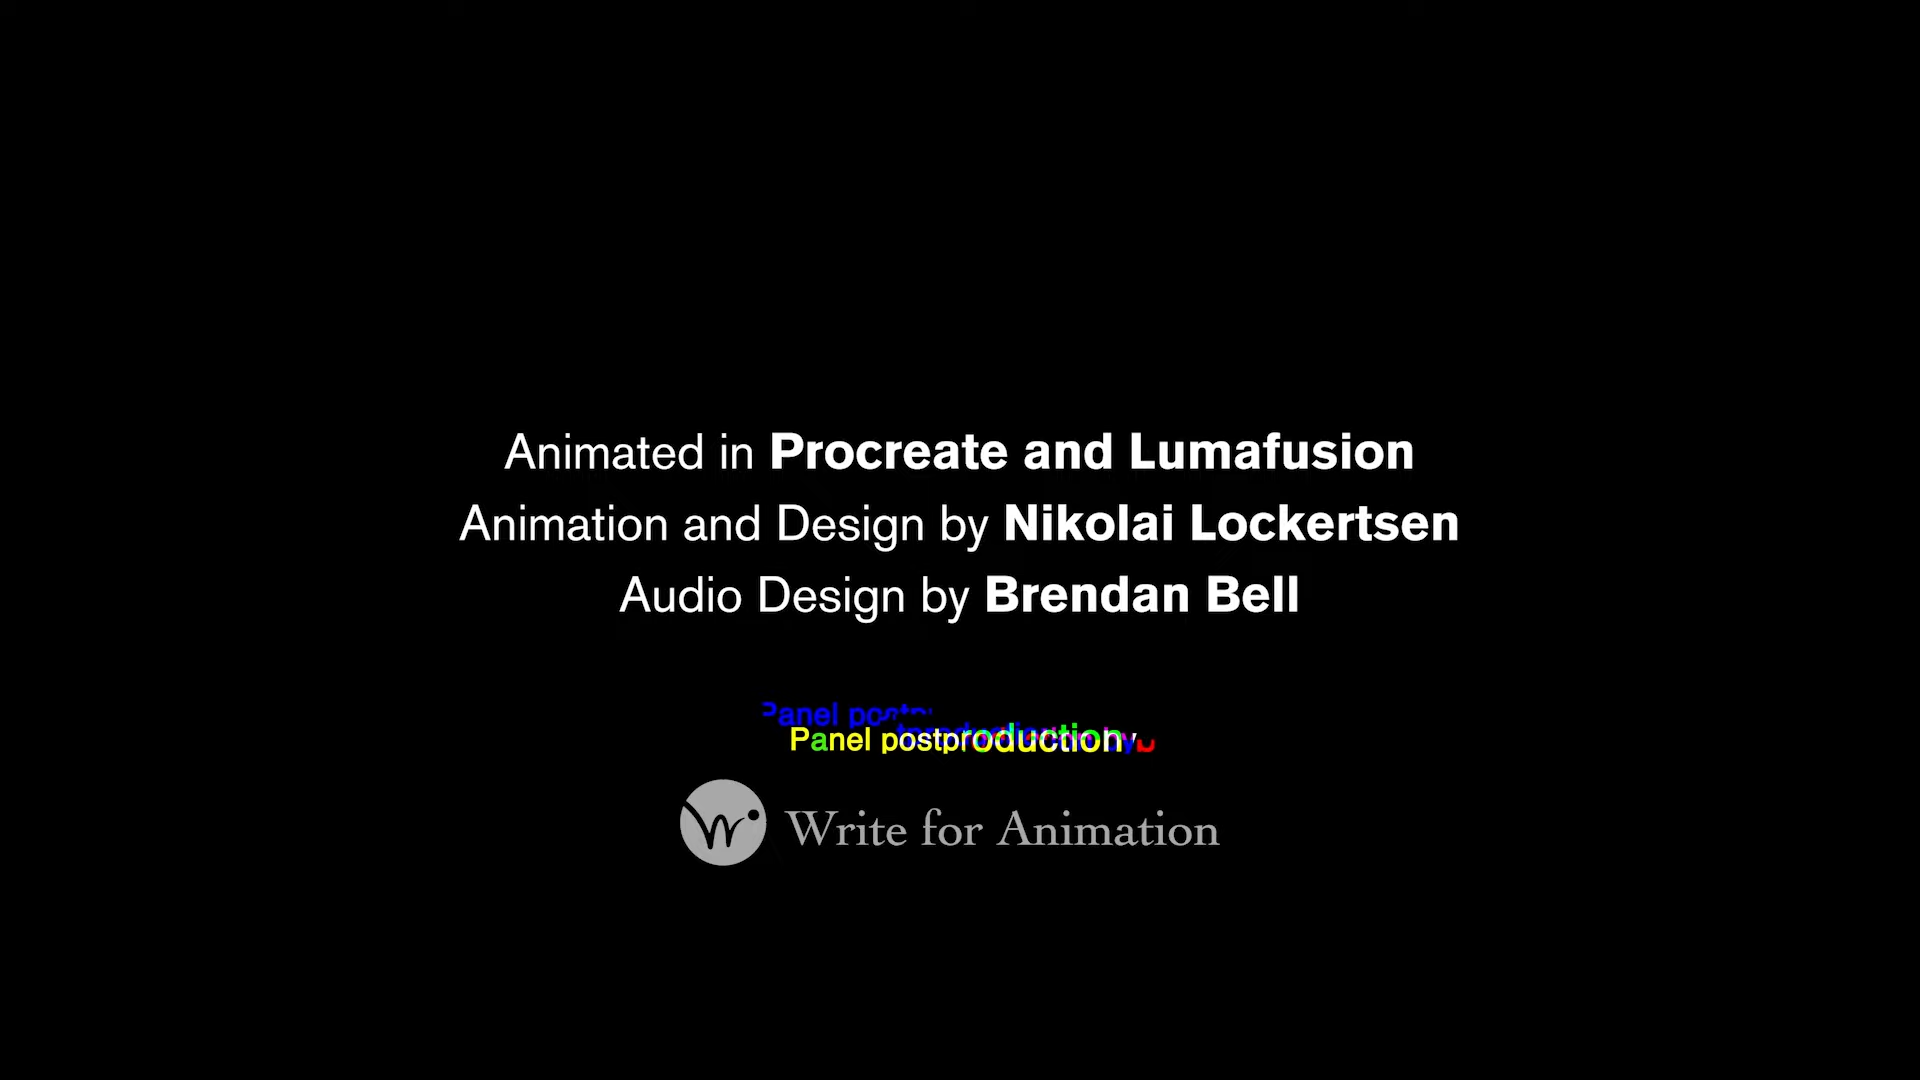 Animated in Procreate and Lumafusion
Animation and Design by Nikolai Lockertsen
Audio Design by Brendan Bell
Panel postproduction by
Write for Animation